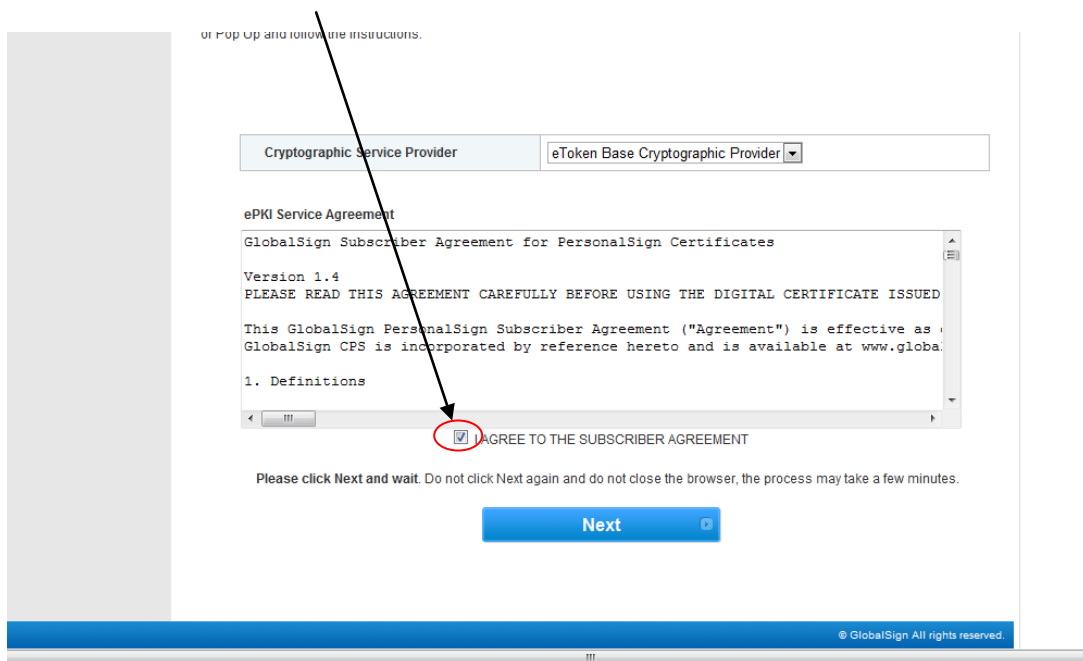 or Pop Up and follow the instructions.
Cryptographic Service Provider
eToken Base Cryptographic Provider
ePKI Service Agreement
GlobalSign Subscriber Agreement for PersonalSign Certificates
Version 1.4
PLEASE READ THIS AGREEMENT CAREFULLY BEFORE USING THE DIGITAL CERTIFICATE ISSUED
This GlobalSign PersonalSign Subscriber Agreement ("Agreement") is effective as
GlobalSign CPS is incorporated by reference hereto and is available at www.global
1. Definitions
I AGREE TO THE SUBSCRIBER AGREEMENT
Please click Next and wait. Do not click Next again and do not close the browser, the process may take a few minutes.
Next
© GlobalSign All rights reserved.